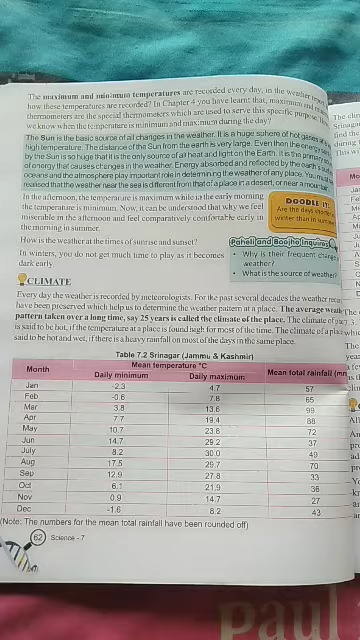 The maximum and minimum temperatures are recorded every day, in the weather
how these temperatures are recorded? In Chapter 4 you have learnt that, maximum and
thermometers are the special thermometers which are used to serve this specific purpose.
we know when the temperature is minimum and maximum during the day?
The Sun is the basic source of all changes in the weather. It is a huge sphere of hot gases at a
high temperature. The distance of the Sun from the earth is very large. Even then the energy
by the Sun is so huge that it is the only source of all heat and light on the Earth. It is the primary
of energy that causes changes in the weather. Energy absorbed and reflected by the earth's
oceans and the atmosphere play important role in determining the weather of any place. You must
realised that the weather near the sea is different from that of a place in a desert, or near a
In the afternoon, the temperature is maximum while in the early morning
the temperature is minimum. Now, it can be understood that why we feel
miserable in the afternoon and feel comparatively comfortable early in
the morning in summer.
DOODLE IT:
Are the days shorter in
winter than in
How is the weather at the times of sunrise and sunset?
In winters, you do not get much time to play as it becomes
dark early.
Paheli and Boojho Inquires
• Why is their frequent change
weather?
• What is the source of weather?
CLIMATE
Every day the weather is recorded by meteorologists. For the past several decades the weather
have been preserved which help us to determine the weather pattern at a place. The average weather
pattern taken over a long time, say 25 years is called the climate of the place. The climate of
is said to be hot, if the temperature at a place is found high for most of the time. The climate of a place
said to be hot and wet, if there is a heavy rainfall on most of the days in the same place.
Table 7.2 Srinagar (Jammu & Kashmir)
Month Mean temperature °C Mean total rainfall
Daily minimum Daily maximum
Jan -2.3 4.7 57
Feb -0.6 7.8 65
Mar 3.8 13.6 99
Apr 7.7 19.4 88
May 10.7 23.8 72
Jun 14.7 29.2 37
July 8.2 30.0 49
Aug 17.5 29.7 70
Sep 12.9 27.8 33
Oct 6.1 21.9 36
Nov 0.9 14.7 27
Dec -1.6 8.2 43
(Note: The numbers for the mean total rainfall have been rounded off)
62 Science - 7
paul